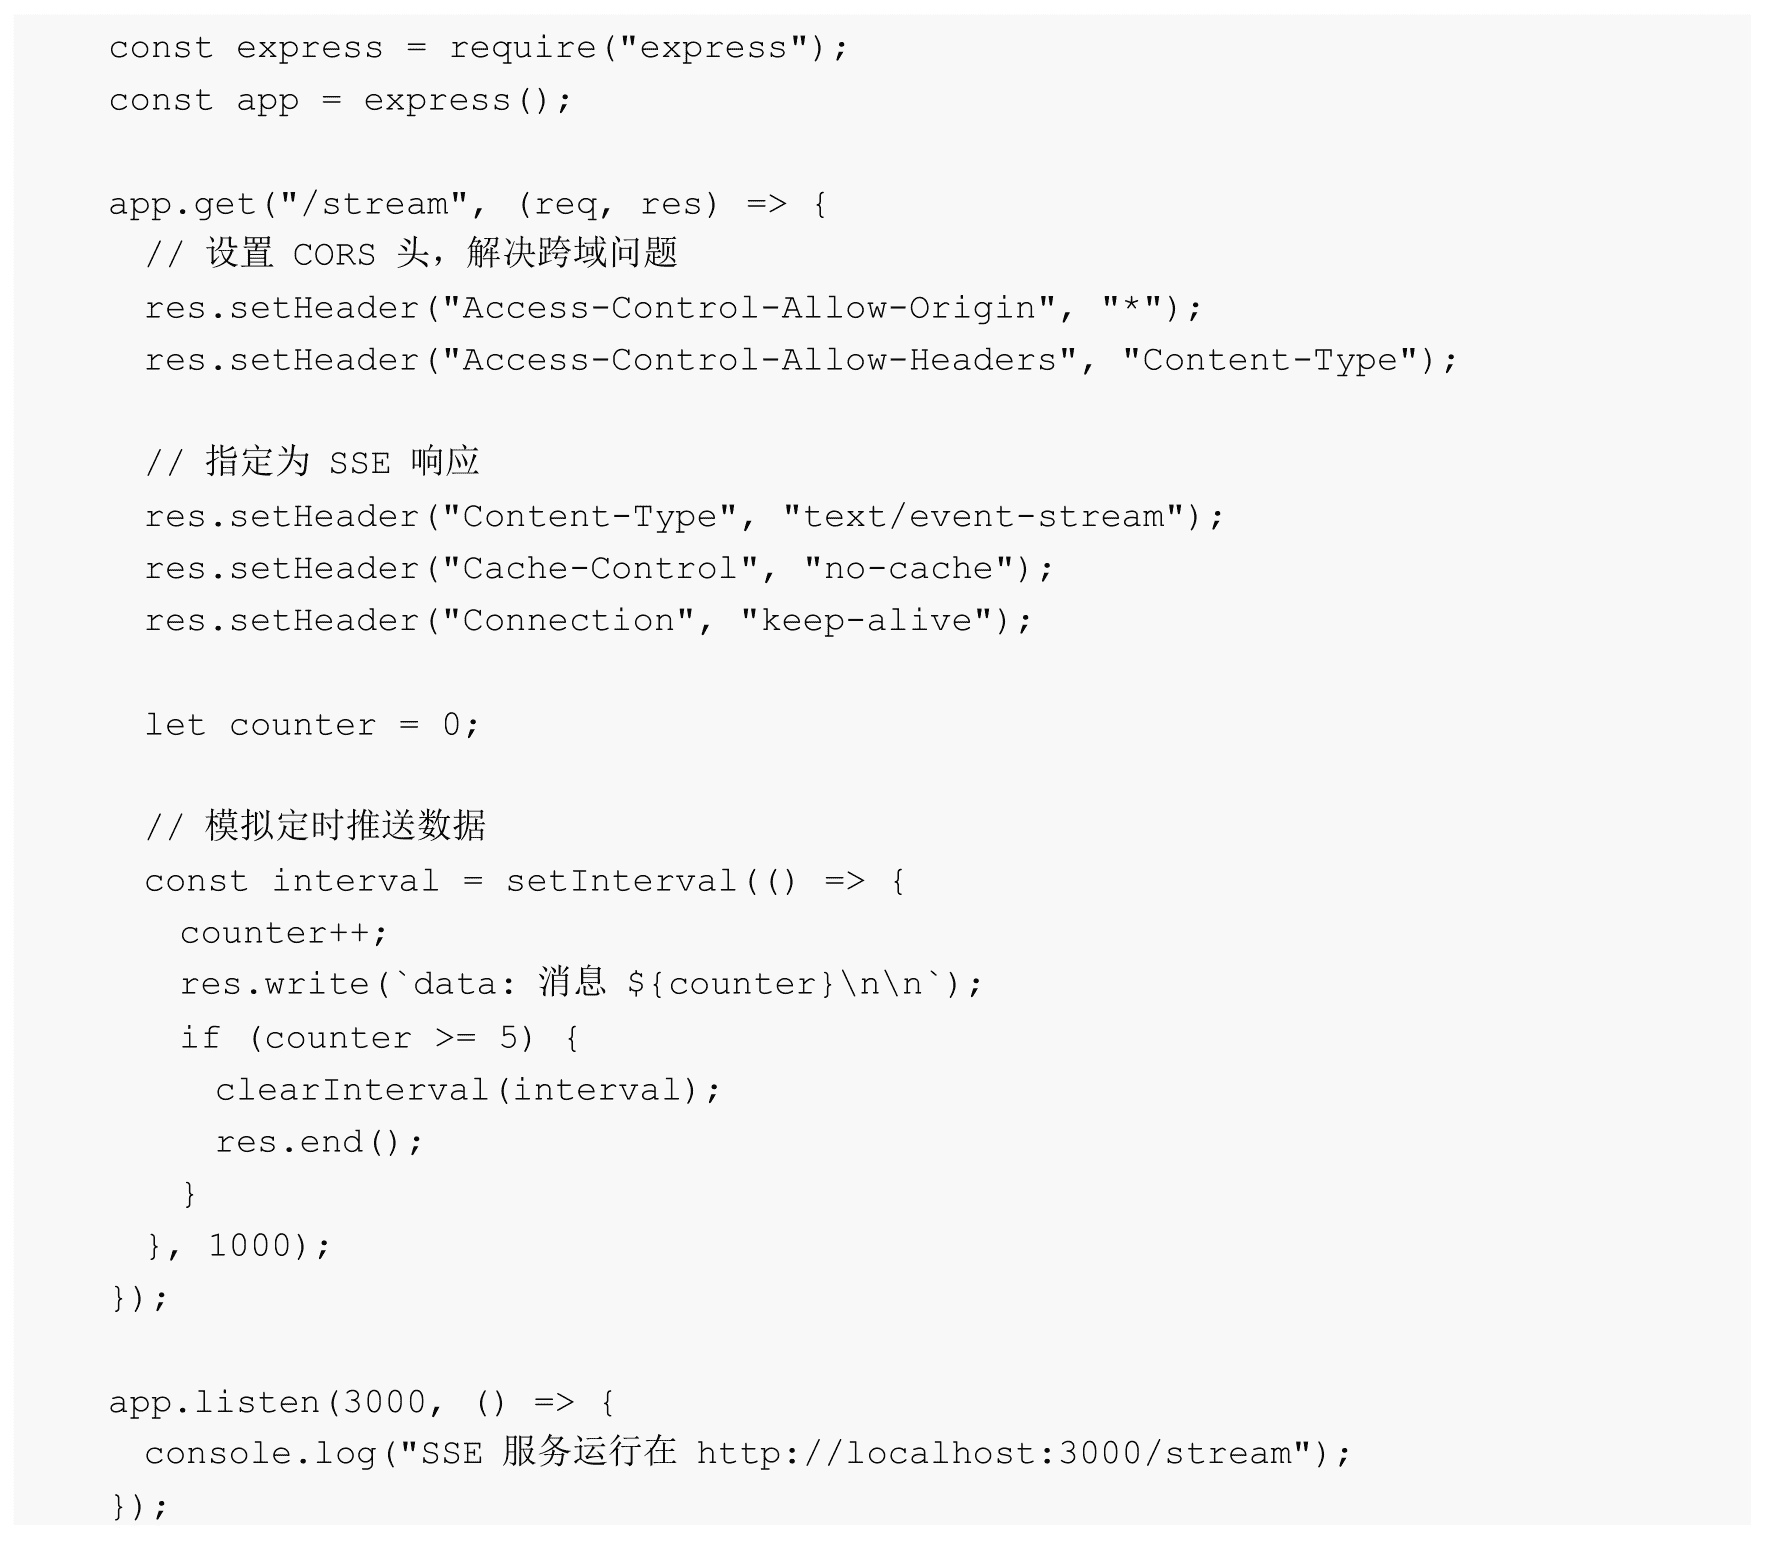 const express = require("express");
const app = express();

app.get("/stream", (req, res) => {
  // 设置 CORS 头，解决跨域问题
  res.setHeader("Access-Control-Allow-Origin", "*");
  res.setHeader("Access-Control-Allow-Headers", "Content-Type");

  // 指定为 SSE 响应
  res.setHeader("Content-Type", "text/event-stream");
  res.setHeader("Cache-Control", "no-cache");
  res.setHeader("Connection", "keep-alive");

  let counter = 0;

  // 模拟定时推送数据
  const interval = setInterval(() => {
    counter++;
    res.write(`data: 消息 ${counter}\n\n`);
    if (counter >= 5) {
      clearInterval(interval);
      res.end();
    }
  }, 1000);
});

app.listen(3000, () => {
  console.log("SSE 服务运行在 http://localhost:3000/stream");
});